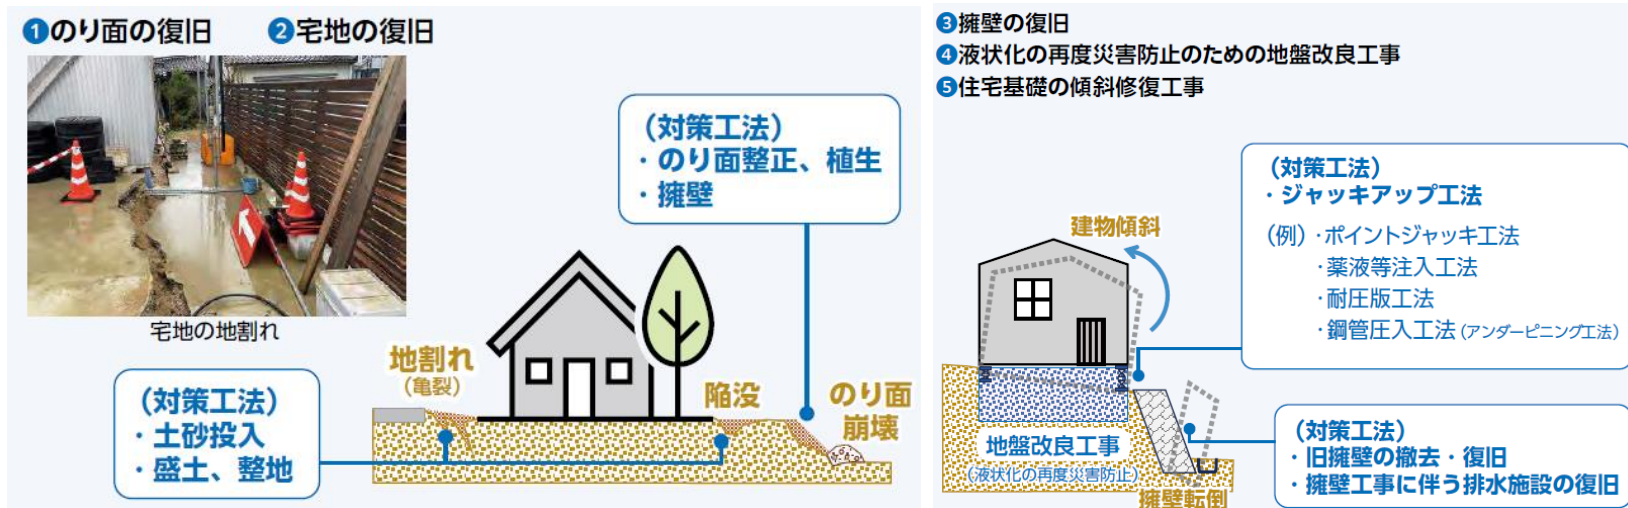 ❶のり面の復旧
❷宅地の復旧
宅地の地割れ
(対策工法)
・のり面整正、植生
・擁壁
地割れ
(亀裂)
陥没
のり面
崩壊
(対策工法)
・土砂投入
・盛土、整地
❸擁壁の復旧
❹液状化の再度災害防止のための地盤改良工事
❺住宅基礎の傾斜修復工事
(対策工法)
・ジャッキアップ工法
(例)・ポイントジャッキ工法
・薬液等注入工法
・耐圧版工法
・鋼管圧入工法(アンダーピニング工法)
建物傾斜
地盤改良工事
(液状化の再度災害防止)
擁壁転倒
(対策工法)
・旧擁壁の撤去・復旧
・擁壁工事に伴う排水施設の復旧